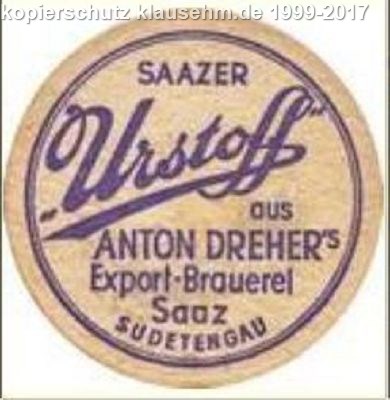 kopierschutz klausehm.de 1999-2017
SAAZER
„Urstoff"
aus
ANTON DREHER's
Export-Brauerei
Saaz
SUDETENGAU